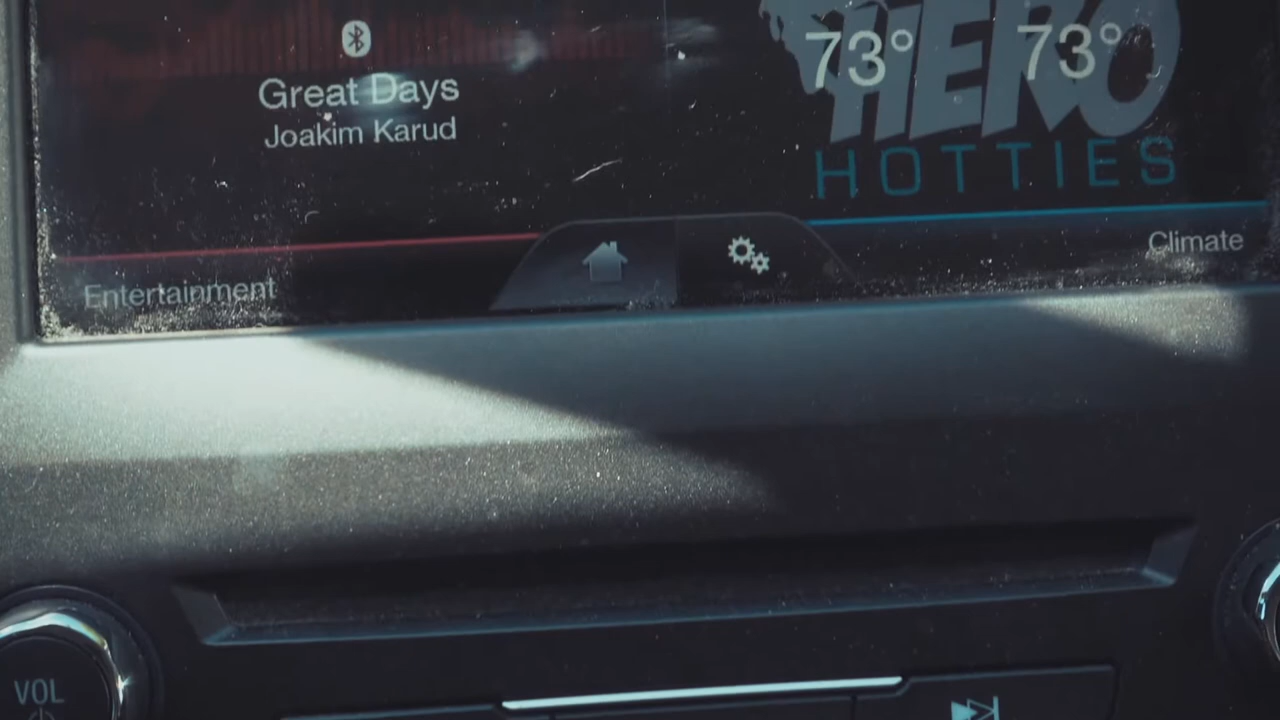 Great Days
Joakim Karud
73° 73°
HERO
HOTTIES
Entertainment
Climate
VOL